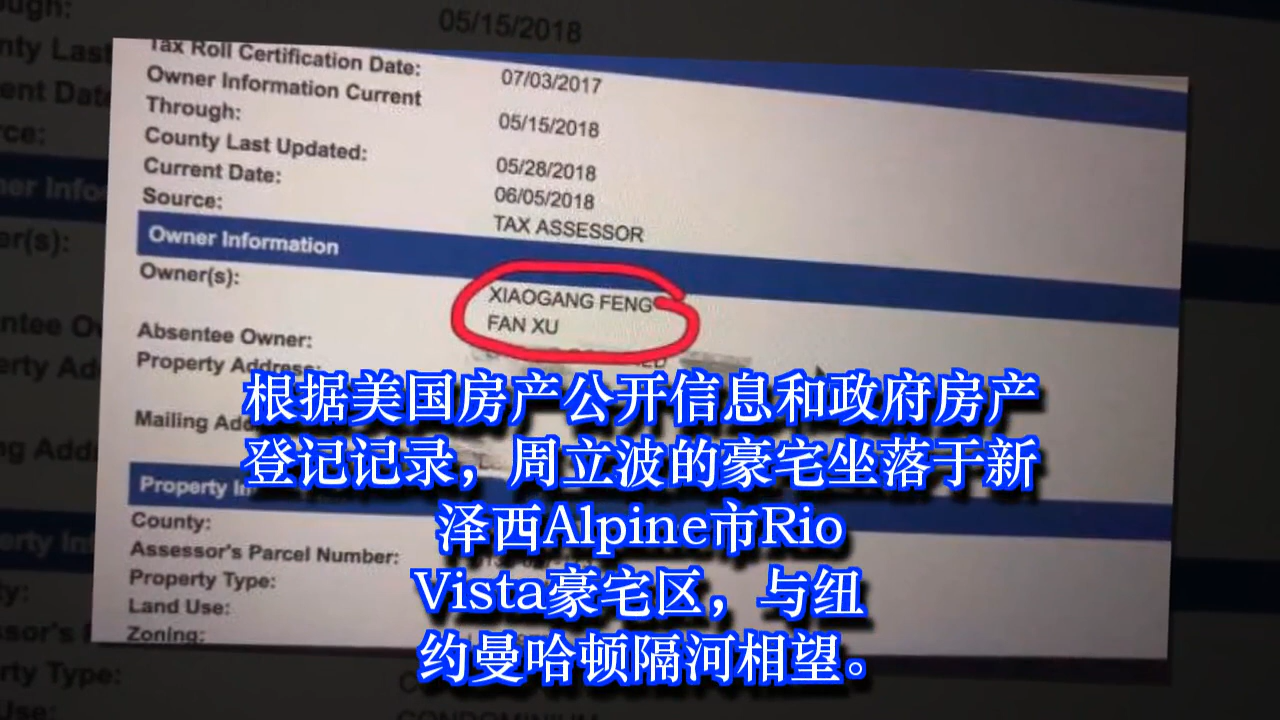 05/15/2018
Tax Roll Certification Date:
07/03/2017
Owner Information Current
Through:
05/15/2018
County Last Updated:
05/28/2018
Current Date:
06/05/2018
Source:
TAX ASSESSOR
Owner Information
Owner(s):
XIAOGANG FENG
FAN XU
Absentee Owner:
Property Address:
Mailing
Property
County:
Assessor's Parcel Number:
Property Type:
Land Use:
Zoning:
根据美国房产公开信息和政府房产
登记记录，周立波的豪宅坐落于新
泽西Alpine市Rio
Vista豪宅区，与纽
约曼哈顿隔河相望。